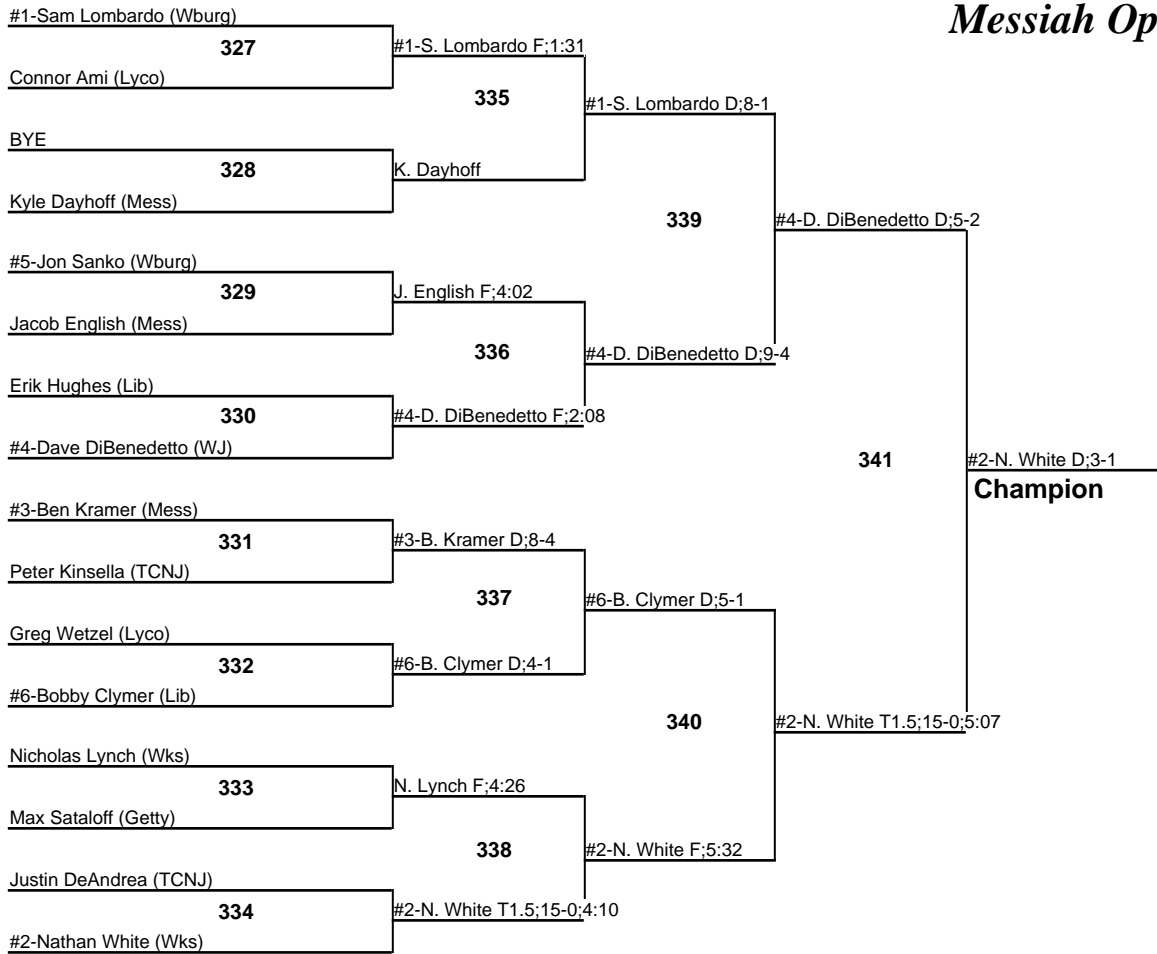 Messiah Op
#1-Sam Lombardo (Wburg)
327
Connor Ami (Lyco)
#1-S. Lombardo F;1:31
335
BYE
328
Kyle Dayhoff (Mess)
K. Dayhoff
#1-S. Lombardo D;8-1
339
#5-Jon Sanko (Wburg)
329
Jacob English (Mess)
J. English F;4:02
336
Erik Hughes (Lib)
330
#4-Dave DiBenedetto (WJ)
#4-D. DiBenedetto F;2:08
#4-D. DiBenedetto D;9-4
#4-D. DiBenedetto D;5-2
341
#3-Ben Kramer (Mess)
331
Peter Kinsella (TCNJ)
#3-B. Kramer D;8-4
337
Greg Wetzel (Lyco)
332
#6-Bobby Clymer (Lib)
#6-B. Clymer D;4-1
#6-B. Clymer D;5-1
340
Nicholas Lynch (Wks)
333
Max Sataloff (Getty)
N. Lynch F;4:26
338
Justin DeAndrea (TCNJ)
334
#2-Nathan White (Wks)
#2-N. White T1.5;15-0;4:10
#2-N. White F;5:32
#2-N. White T1.5;15-0;5:07
#2-N. White D;3-1
Champion